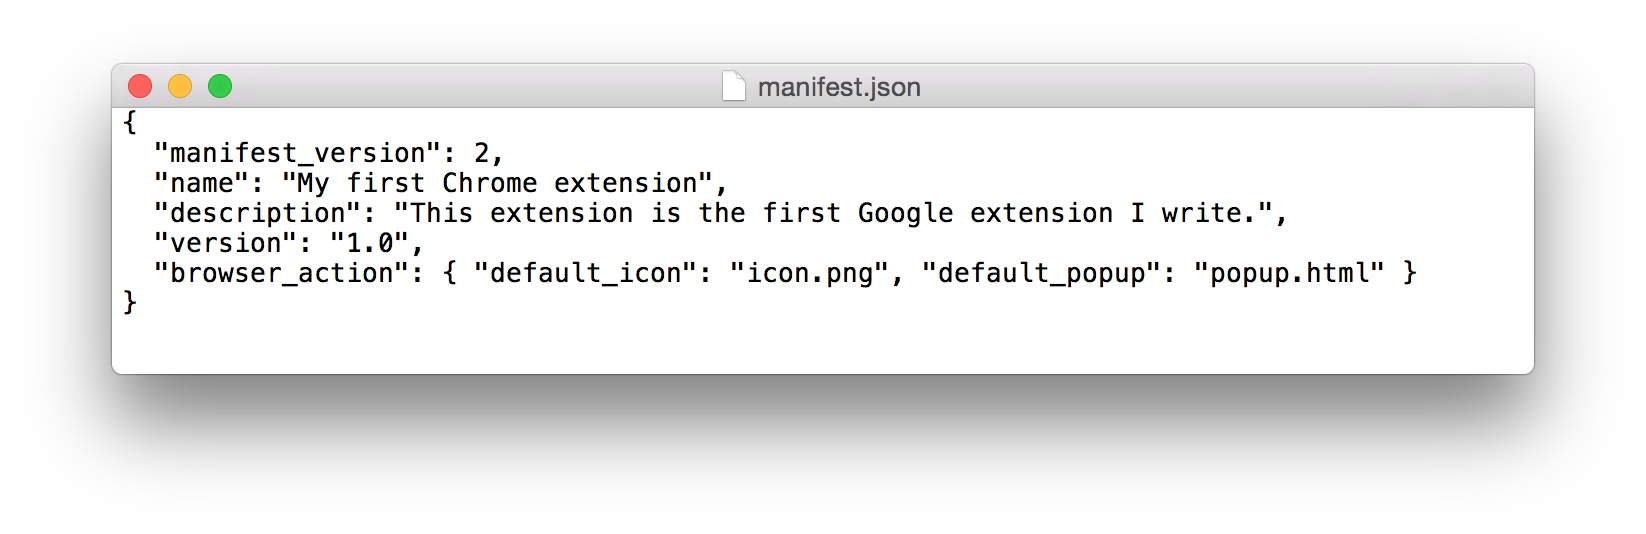 manifest.json
{
  "manifest_version": 2,
  "name": "My first Chrome extension",
  "description": "This extension is the first Google extension I write.",
  "version": "1.0",
  "browser_action": { "default_icon": "icon.png", "default_popup": "popup.html" }
}